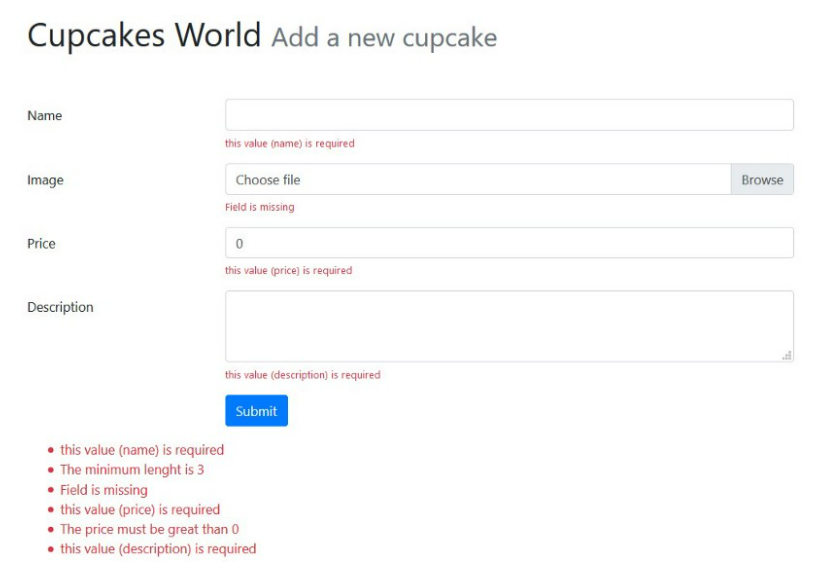 Cupcakes World Add a new cupcake
Name
this value (name) is required
Image Choose file Browse
Field is missing
Price 0
this value (price) is required
Description
this value (description) is required
Submit
this value (name) is required
The minimum lenght is 3
Field is missing
this value (price) is required
The price must be great than 0
this value (description) is required